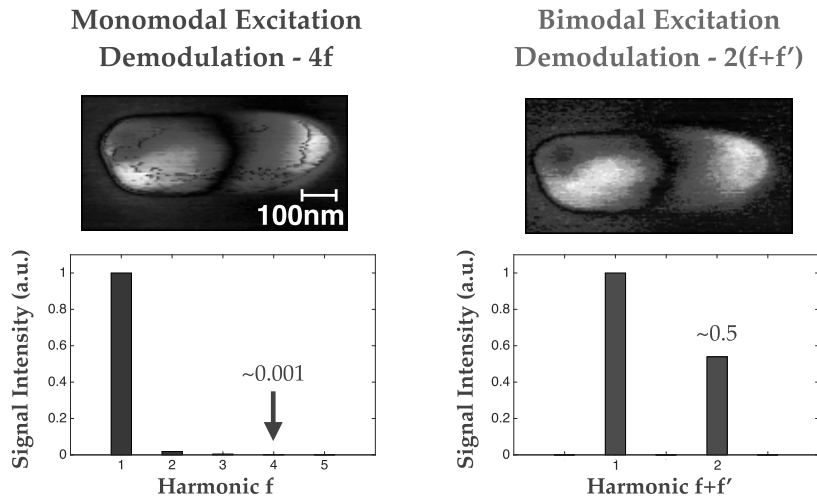 Monomodal Excitation
Demodulation - 4f
Bimodal Excitation
Demodulation - 2(f+f’)
100nm
Signal Intensity (a.u.)
1
0.8
0.6
0.4
0.2
0
~0.001
1 2 3 4 5
Harmonic f
Signal Intensity (a.u.)
1
0.8
0.6
0.4
0.2
0
~0.5
1 2
Harmonic f+f’